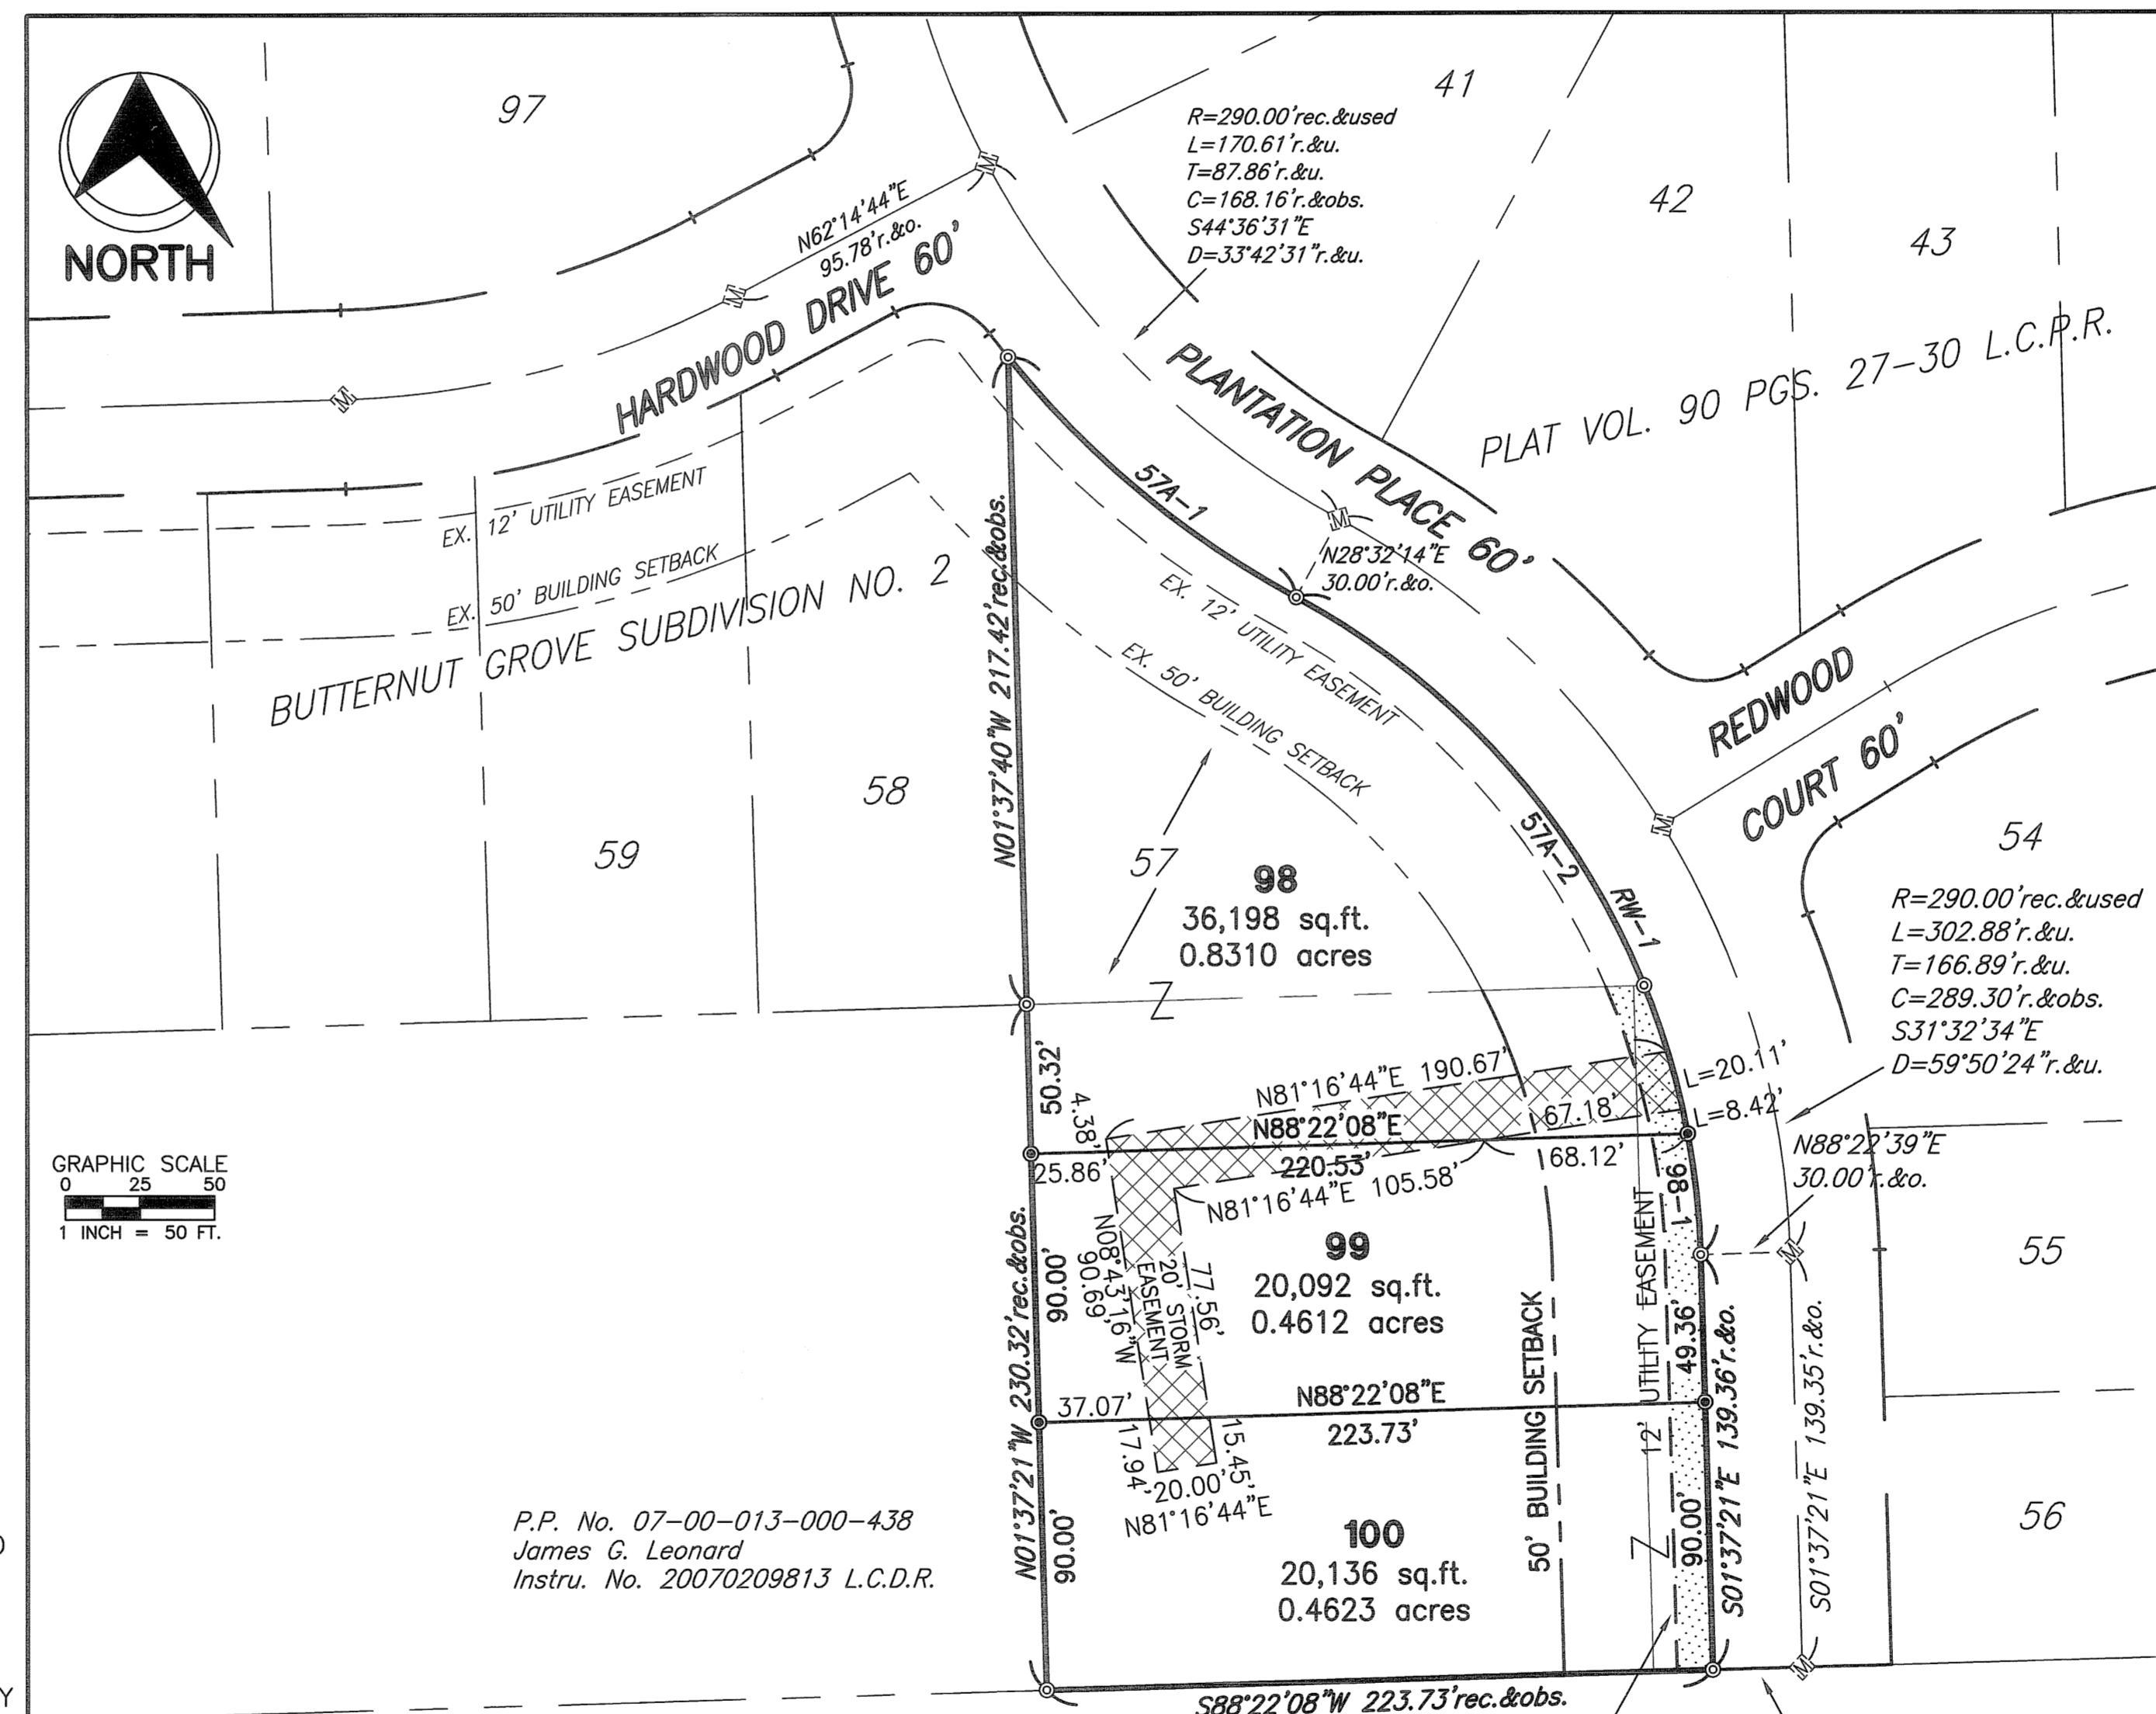 97
41
42
43
NORTH
R=290.00'rec.&used
L=170.61'r.&u.
T=87.86'r.&u.
C=168.16'r.&obs.
S44°36'31"E
D=33°42'31"r.&u.
N62°14'44"E
95.78'r.&o.
HARDWOOD DRIVE 60'
PLANTATION PLACE 60'
PLAT VOL. 90 PGS. 27-30 L.C.P.R.
EX. 12' UTILITY EASEMENT
EX. 50' BUILDING SETBACK
BUTTERNUT GROVE SUBDIVISION NO. 2
57A-1
N28°32'14"E
30.00'r.&o.
EX. 12' UTILITY EASEMENT
EX. 50' BUILDING SETBACK
REDWOOD
COURT 60'
N01°37'40"W 217.42'rec.&obs.
58
59
57
57A-2
RW-1
54
98
36,198 sq.ft.
0.8310 acres
R=290.00'rec.&used
L=302.88'r.&u.
T=166.89'r.&u.
C=289.30'r.&obs.
S31°32'34"E
D=59°50'24"r.&u.
Z
50.32'
4.38'
N81°16'44"E 190.67'
67.18'
L=20.11'
L=8.42'
N88°22'08"E
220.53'
25.86'
68.12'
N81°16'44"E 105.58'
98-1
N88°22'39"E
30.00'r.&o.
GRAPHIC SCALE
0 25 50
1 INCH = 50 FT.
99
20,092 sq.ft.
0.4612 acres
55
N01°37'21"W 230.32'rec.&obs.
90.00'
N08°43'16"W
90.69'
20' STORM
EASEMENT
77.56'
50' BUILDING SETBACK
12' UTILITY EASEMENT
49.36'
S01°37'21"E 139.36'r.&o.
S01°37'21"E 139.35'r.&o.
37.07'
N88°22'08"E
223.73'
17.94'
15.45'
20.00'
N81°16'44"E
90.00'
100
20,136 sq.ft.
0.4623 acres
Z
90.00'
56
P.P. No. 07-00-013-000-438
James G. Leonard
Instru. No. 20070209813 L.C.D.R.
S88°22'08"W 223.73'rec.&obs.
M
M
M
M
M
M
M